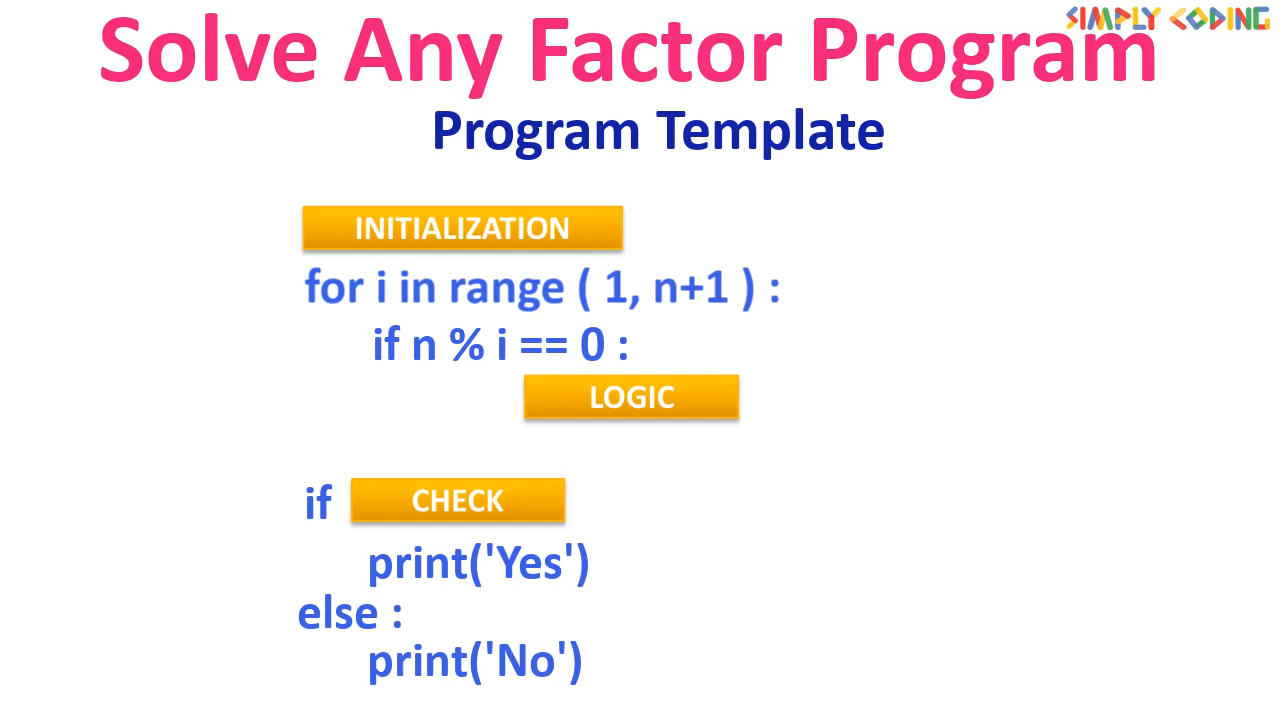 SIMPLY CODING
Solve Any Factor Program
Program Template
INITIALIZATION
for i in range ( 1, n+1 ) :
if n % i == 0 :
LOGIC
if CHECK
print('Yes')
else :
print('No')